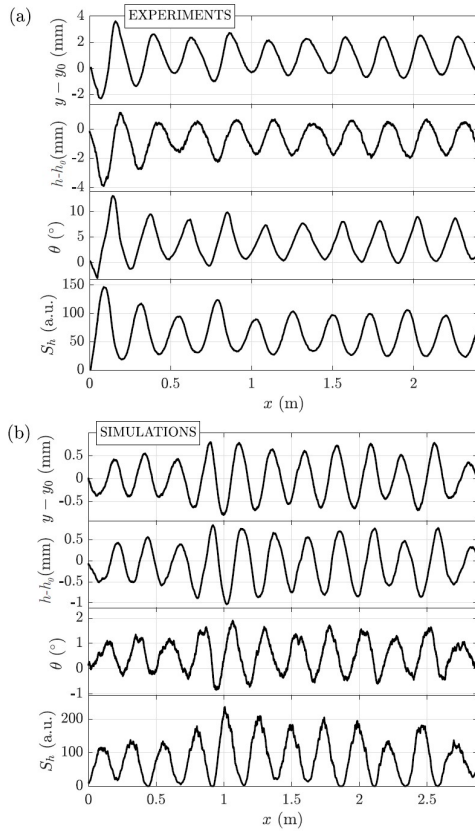 (a)
EXPERIMENTS
y − y₀ (mm)
4
2
0
-2
h-h₀(mm)
0
-2
-4
θ (°)
10
5
0
S_h (a.u.)
150
100
50
0
0 0.5 1 1.5 2
x (m)
(b)
SIMULATIONS
y − y₀ (mm)
0.5
0
-0.5
h-h₀(mm)
0.5
0
-0.5
-1
θ (°)
2
1
0
-1
S_h (a.u.)
200
100
0
0 0.5 1 1.5 2 2.5
x (m)